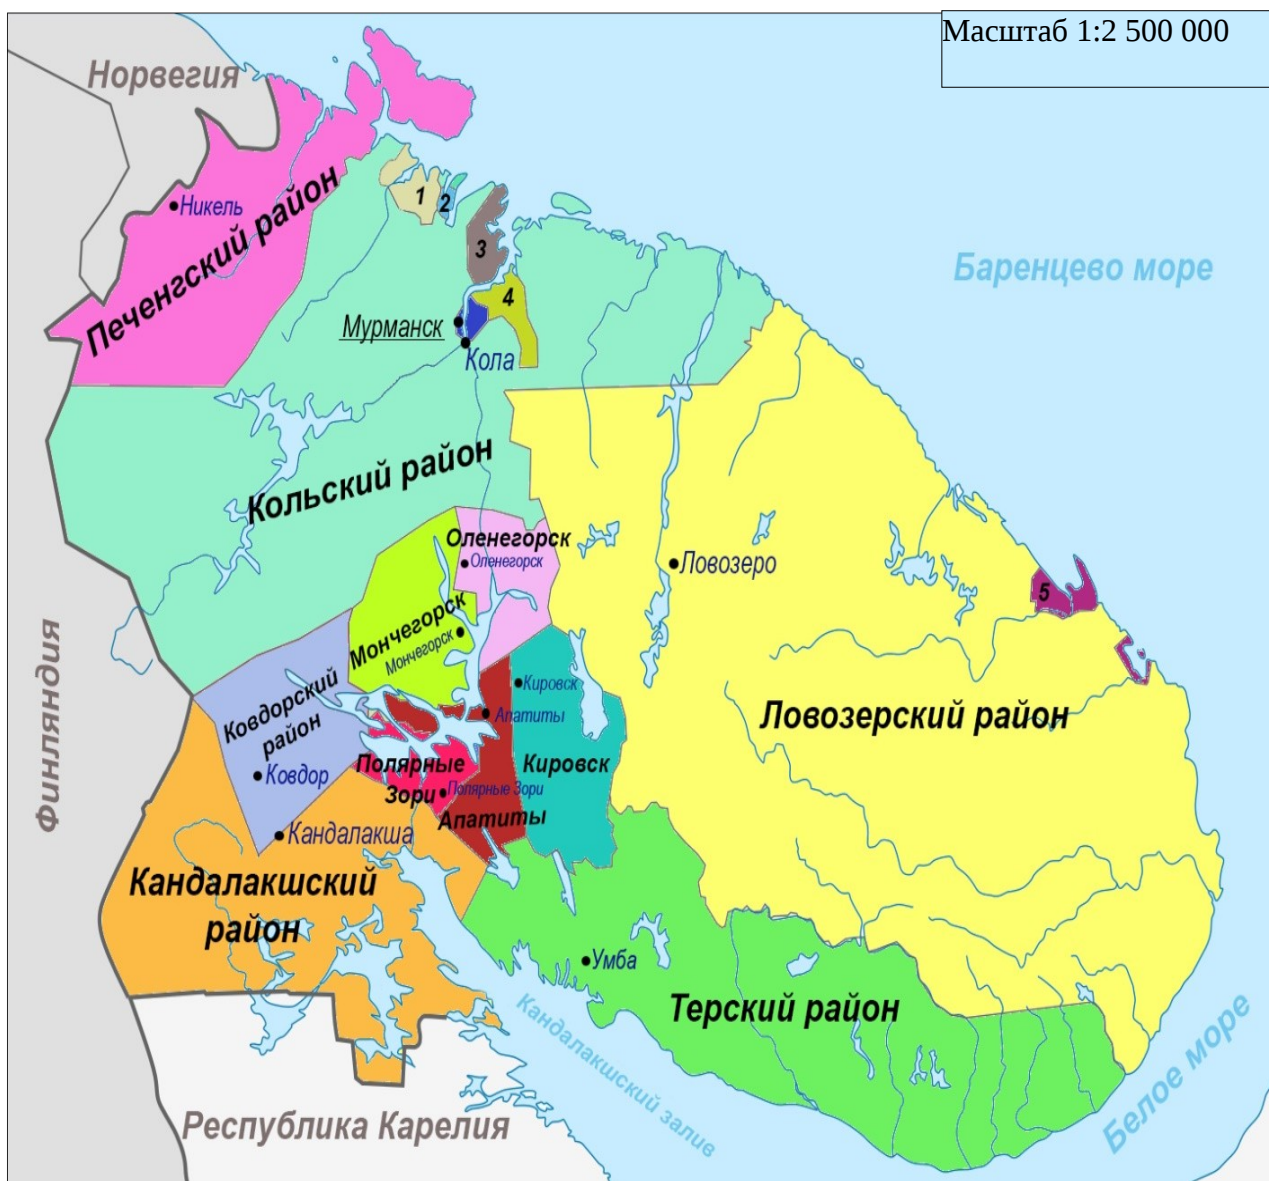 Масштаб 1:2 500 000
Норвегия
Никель
Печенгский район
1
2
3
4
Мурманск
Кола
Баренцево море
Кольский район
Оленегорск
Оленегорск
Ловозеро
5
Мончегорск
Мончегорск
Финляндия
Кировск
Апатиты
Ковдорский
район
Ковдор
Ловозерский район
Полярные
Зори
Полярные Зори
Кировск
Апатиты
Кандалакша
Кандалакшский
район
Умба
Терский район
Кандалакшский залив
Белое море
Республика Карелия